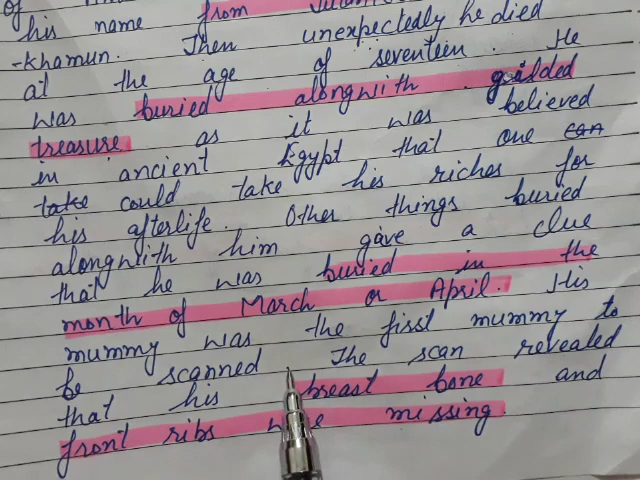 of his name from
-khamun. Then unexpectedly he died
at the age of seventeen. He
was buried alongwith gilded
treasure as it was believed
in ancient Egypt that one can
take could take his riches for
his afterlife. Other things buried
alongwith him gave a clue
that he was buried in the
month of March or April. His
mummy was the first mummy to
be scanned. The scan revealed
that his breast bone and
front ribs were missing.